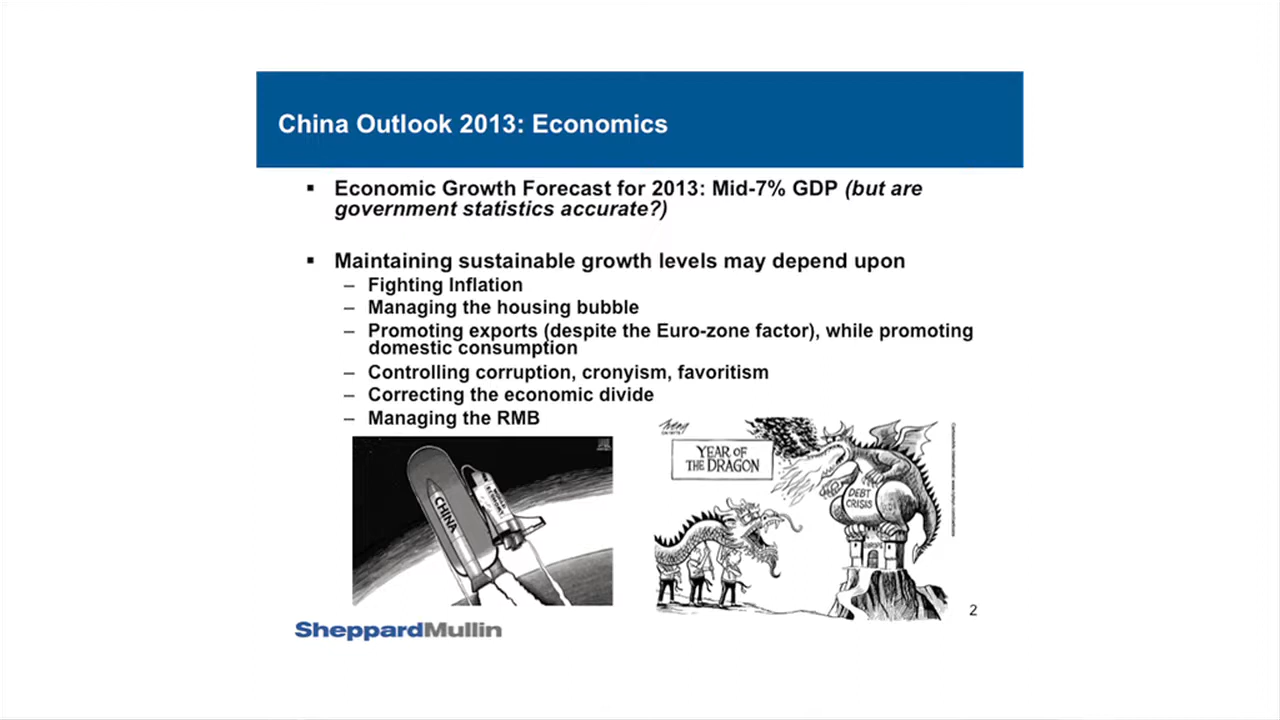 China Outlook 2013: Economics
▪ Economic Growth Forecast for 2013: Mid-7% GDP (but are
government statistics accurate?)
▪ Maintaining sustainable growth levels may depend upon
– Fighting Inflation
– Managing the housing bubble
– Promoting exports (despite the Euro-zone factor), while promoting
domestic consumption
– Controlling corruption, cronyism, favoritism
– Correcting the economic divide
– Managing the RMB
CHINA
YEAR OF
THE DRAGON
DEBT
CRISIS
EUROPE
2
SheppardMullin